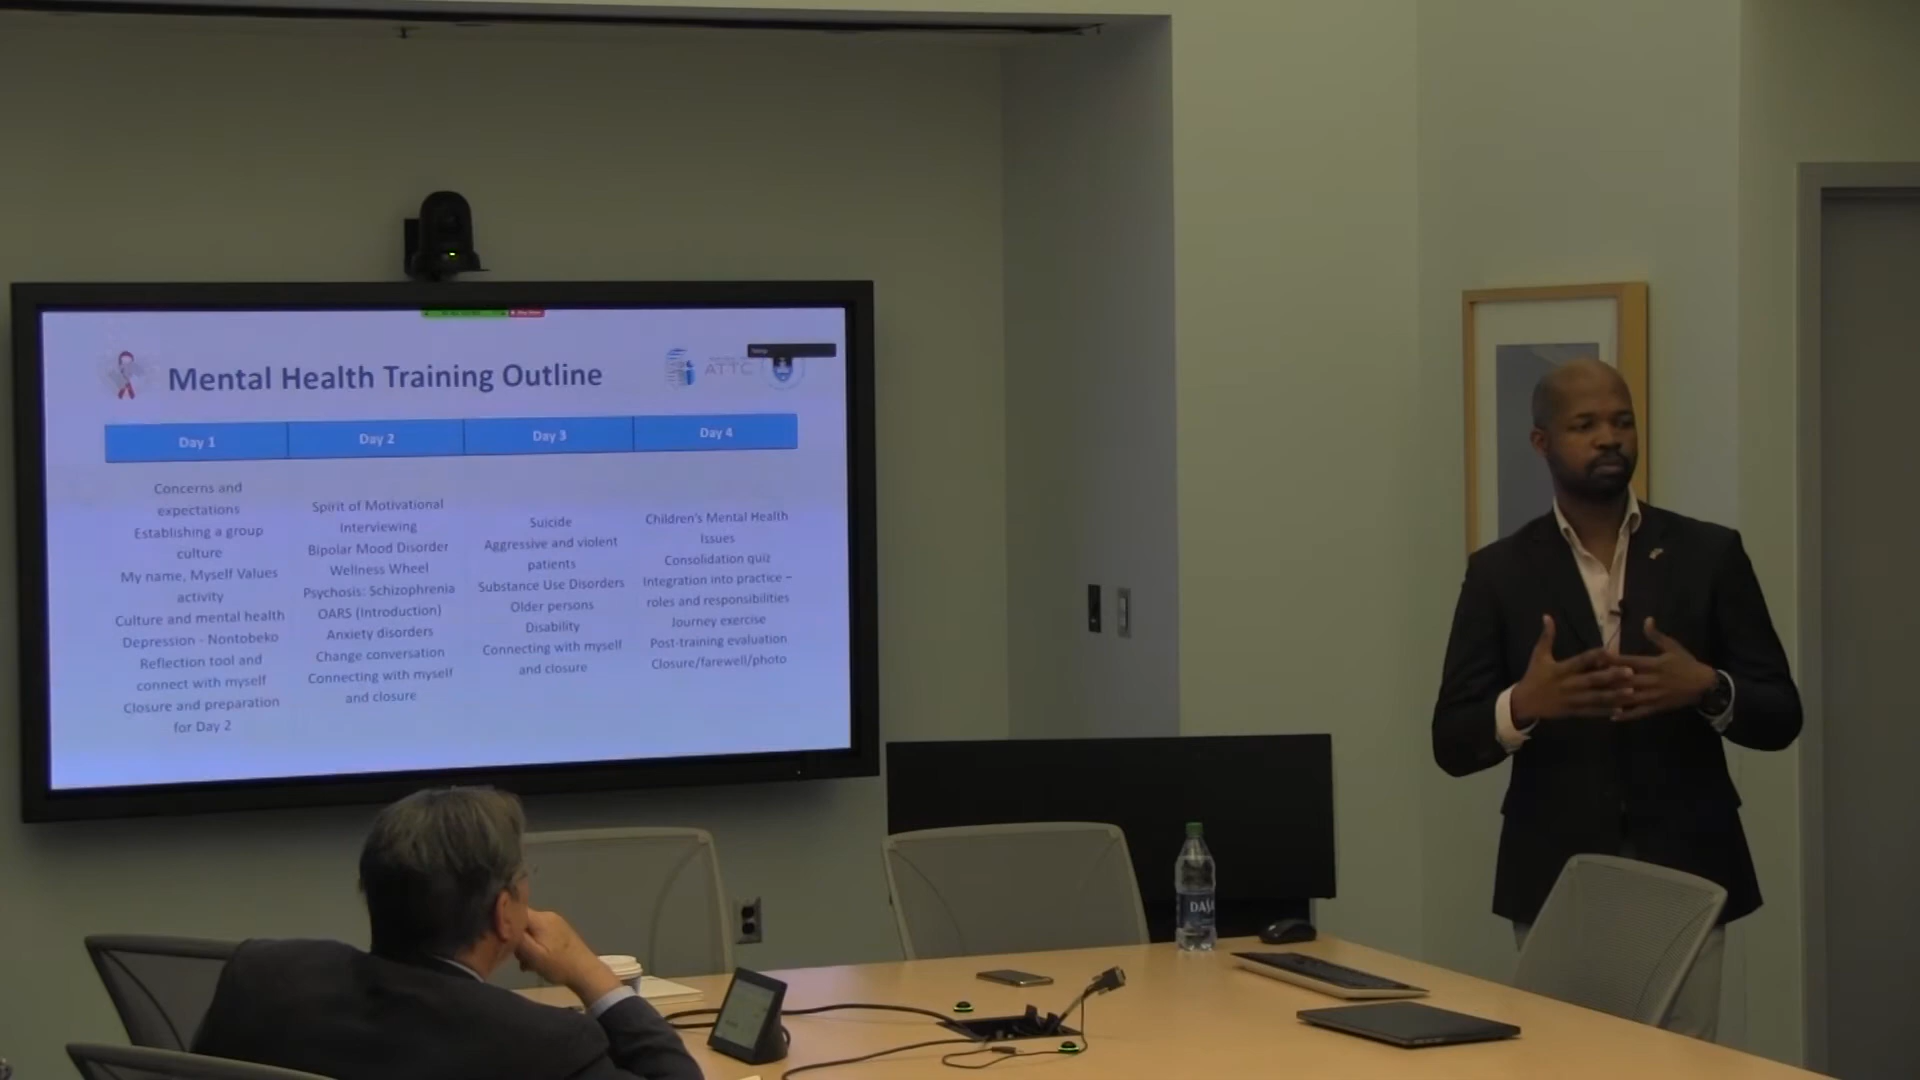 Mental Health Training Outline
ATTC
Day 1
Day 2
Day 3
Day 4
Concerns and
expectations
Establishing a group
culture
My name, Myself Values
activity
Culture and mental health
Depression - Nontobeko
Reflection tool and
connect with myself
Closure and preparation
for Day 2
Spirit of Motivational
Interviewing
Bipolar Mood Disorder
Wellness Wheel
Psychosis: Schizophrenia
OARS (Introduction)
Anxiety disorders
Change conversation
Connecting with myself
and closure
Suicide
Aggressive and violent
patients
Substance Use Disorders
Older persons
Disability
Connecting with myself
and closure
Children's Mental Health
Issues
Consolidation quiz
Integration into practice –
roles and responsibilities
Journey exercise
Post-training evaluation
Closure/farewell/photo
DASA